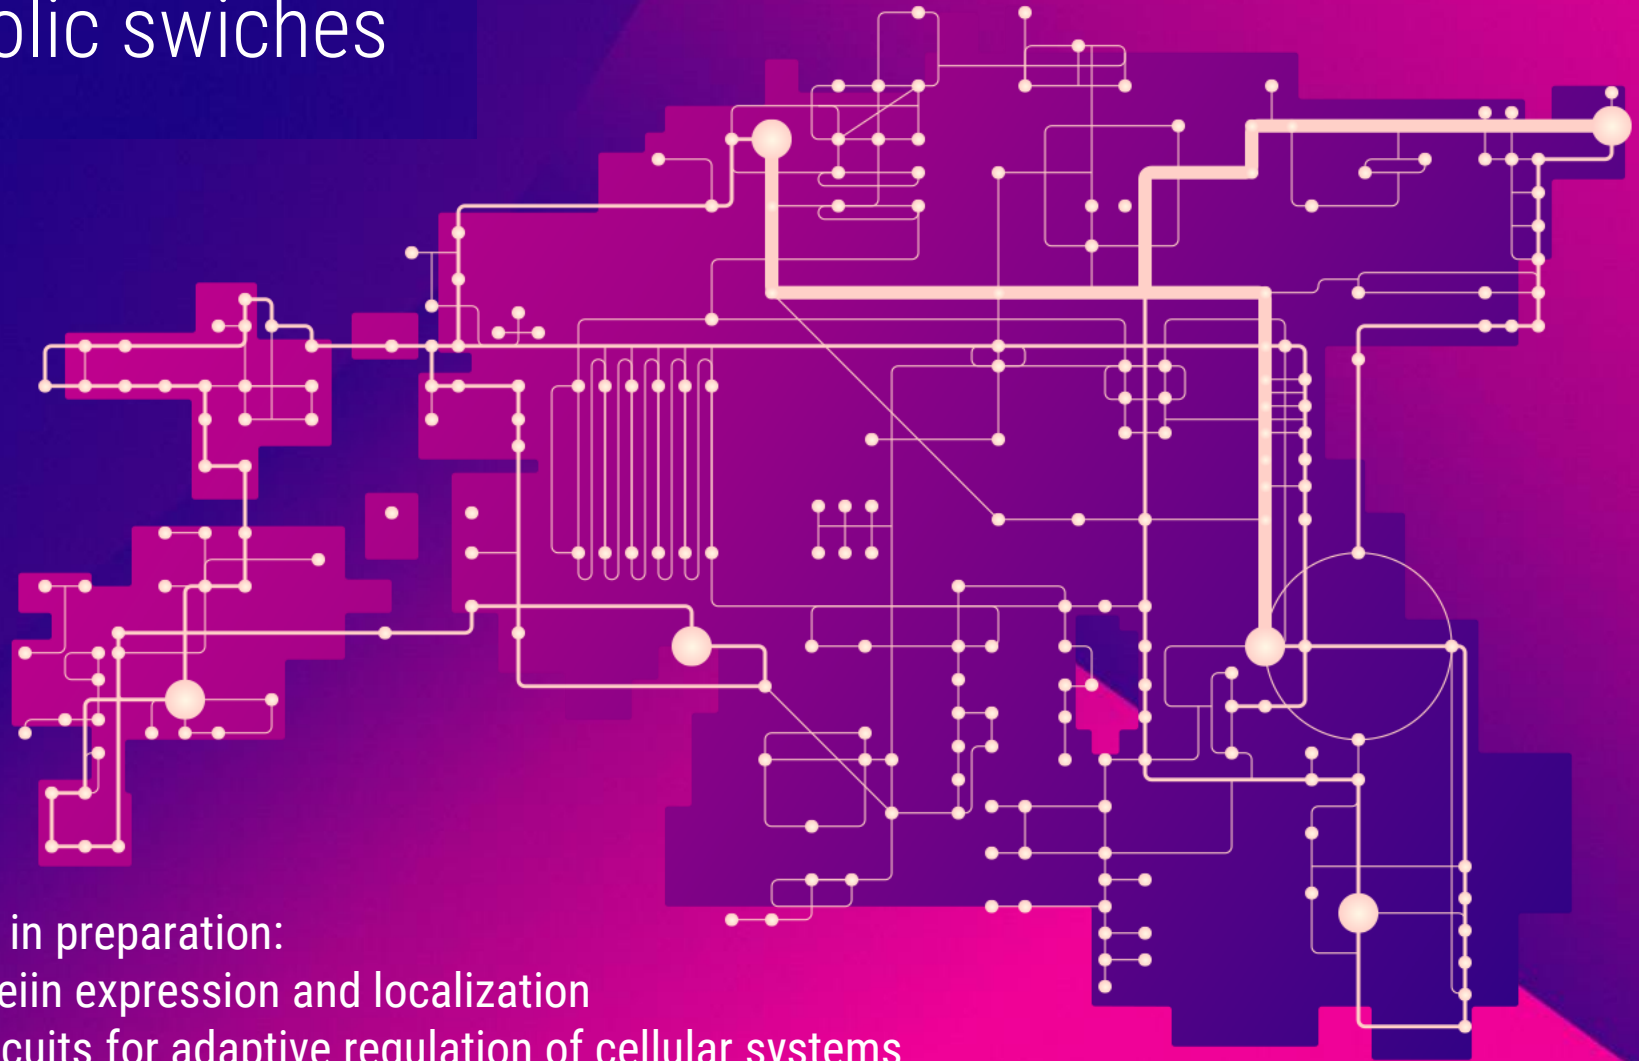 olic swiches
in preparation:
eiin expression and localization
cuits for adaptive regulation of cellular systems